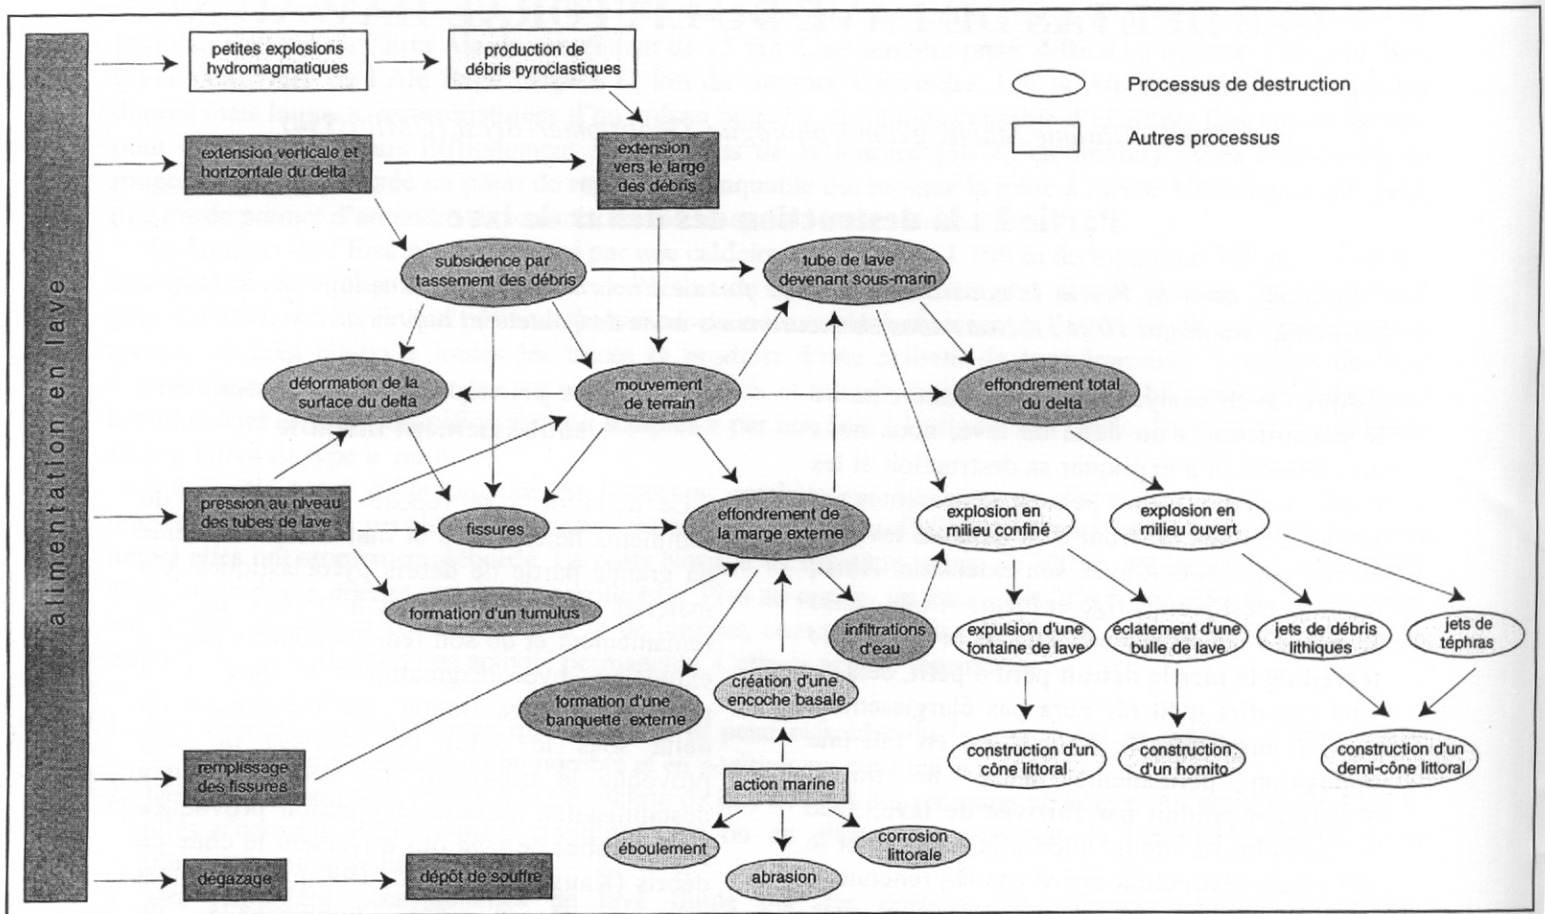 alimentation en lave
petites explosions
hydromagmatiques
production de
débris pyroclastiques
Processus de destruction
Autres processus
extension verticale et
horizontale du delta
extension
vers le large
des débris
subsidence par
tassement des débris
tube de lave
devenant sous-marin
déformation de la
surface du delta
mouvement
de terrain
effondrement total
du delta
pression au niveau
des tubes de lave
fissures
effondrement de
la marge externe
explosion en
milieu confiné
explosion en
milieu ouvert
formation d'un tumulus
infiltrations
d'eau
expulsion d'une
fontaine de lave
éclatement d'une
bulle de lave
jets de débris
lithiques
jets de
téphras
formation d'une
banquette externe
création d'une
encoche basale
remplissage
des fissures
action marine
construction d'un
cône littoral
construction
d'un hornito
construction d'un
demi-cône littoral
éboulement
corrosion
littorale
abrasion
dégazage
dépôt de souffre